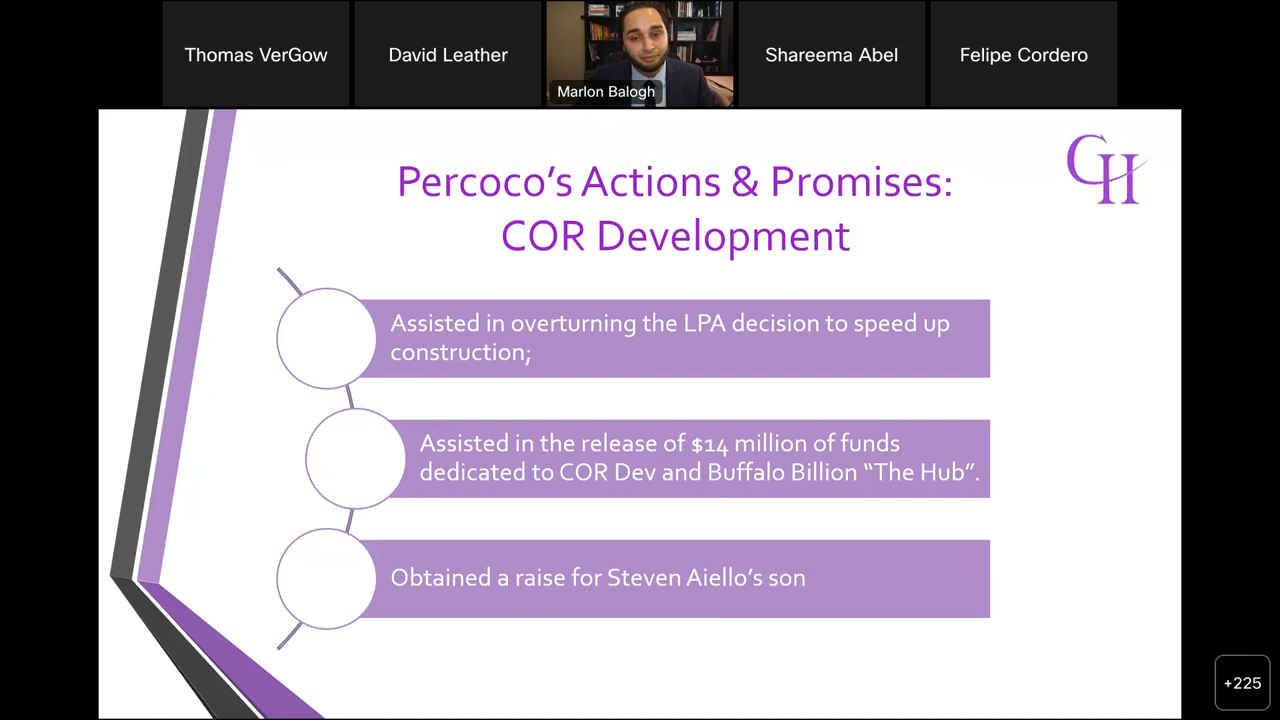 Thomas VerGow
David Leather
Marlon Balogh
Shareema Abel
Felipe Cordero
CH
Percoco's Actions & Promises:
COR Development
Assisted in overturning the LPA decision to speed up
construction;
Assisted in the release of $14 million of funds
dedicated to COR Dev and Buffalo Billion “The Hub”.
Obtained a raise for Steven Aiello's son
+225